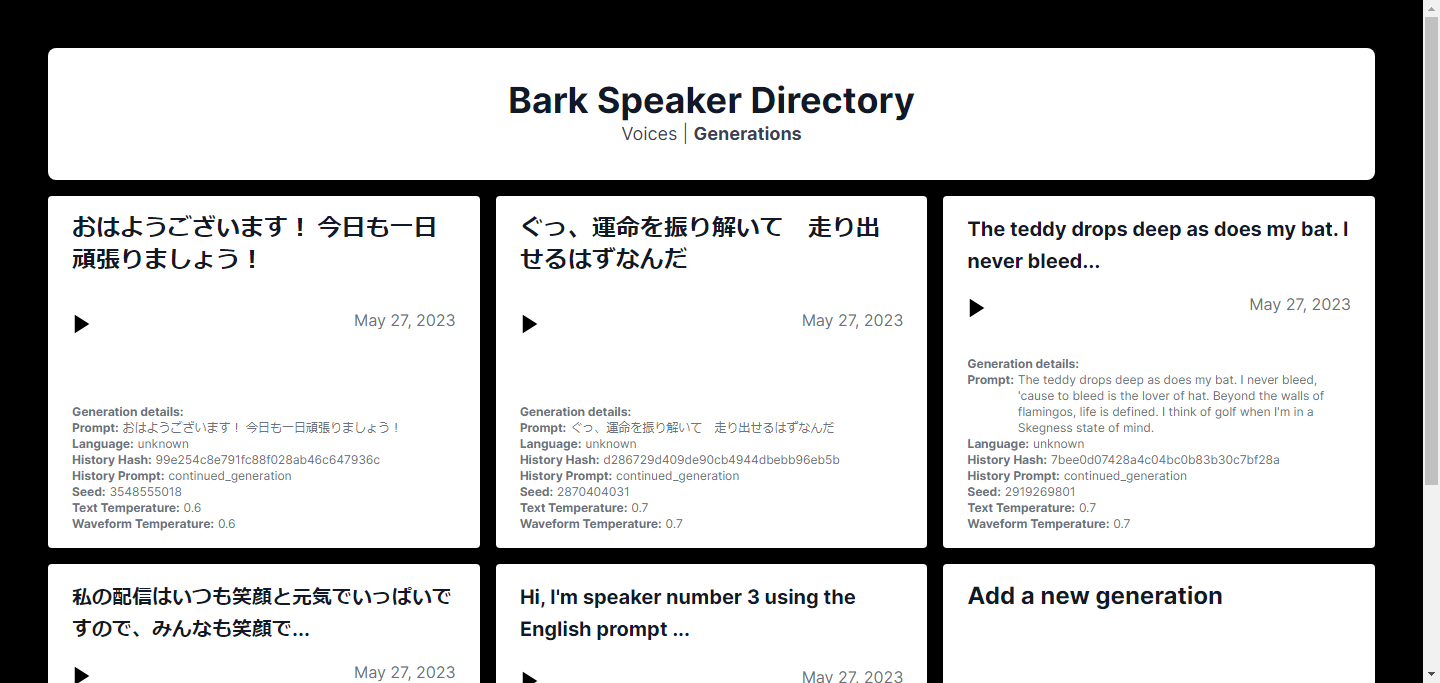 Bark Speaker Directory
Voices | Generations
おはようございます！ 今日も一日
頑張りましょう！
May 27, 2023
Generation details:
Prompt: おはようございます！ 今日も一日頑張りましょう！
Language: unknown
History Hash: 99e254c8e791fc88f028ab46c647936c
History Prompt: continued_generation
Seed: 3548555018
Text Temperature: 0.6
Waveform Temperature: 0.6
ぐっ、運命を振り解いて　走り出
せるはずなんだ
May 27, 2023
Generation details:
Prompt: ぐっ、運命を振り解いて　走り出せるはずなんだ
Language: unknown
History Hash: d286729d409de90cb4944dbebb96eb5b
History Prompt: continued_generation
Seed: 2870404031
Text Temperature: 0.7
Waveform Temperature: 0.7
The teddy drops deep as does my bat. I
never bleed...
May 27, 2023
Generation details:
Prompt: The teddy drops deep as does my bat. I never bleed,
'cause to bleed is the lover of hat. Beyond the walls of
flamingos, life is defined. I think of golf when I'm in a
Skegness state of mind.
Language: unknown
History Hash: 7bee0d07428a4c04bc0b83b30c7bf28a
History Prompt: continued_generation
Seed: 2919269801
Text Temperature: 0.7
Waveform Temperature: 0.7
私の配信はいつも笑顔と元気でいっぱいで
すので、みんなも笑顔で...
May 27, 2023
Hi, I'm speaker number 3 using the
English prompt ...
May 27, 2023
Add a new generation